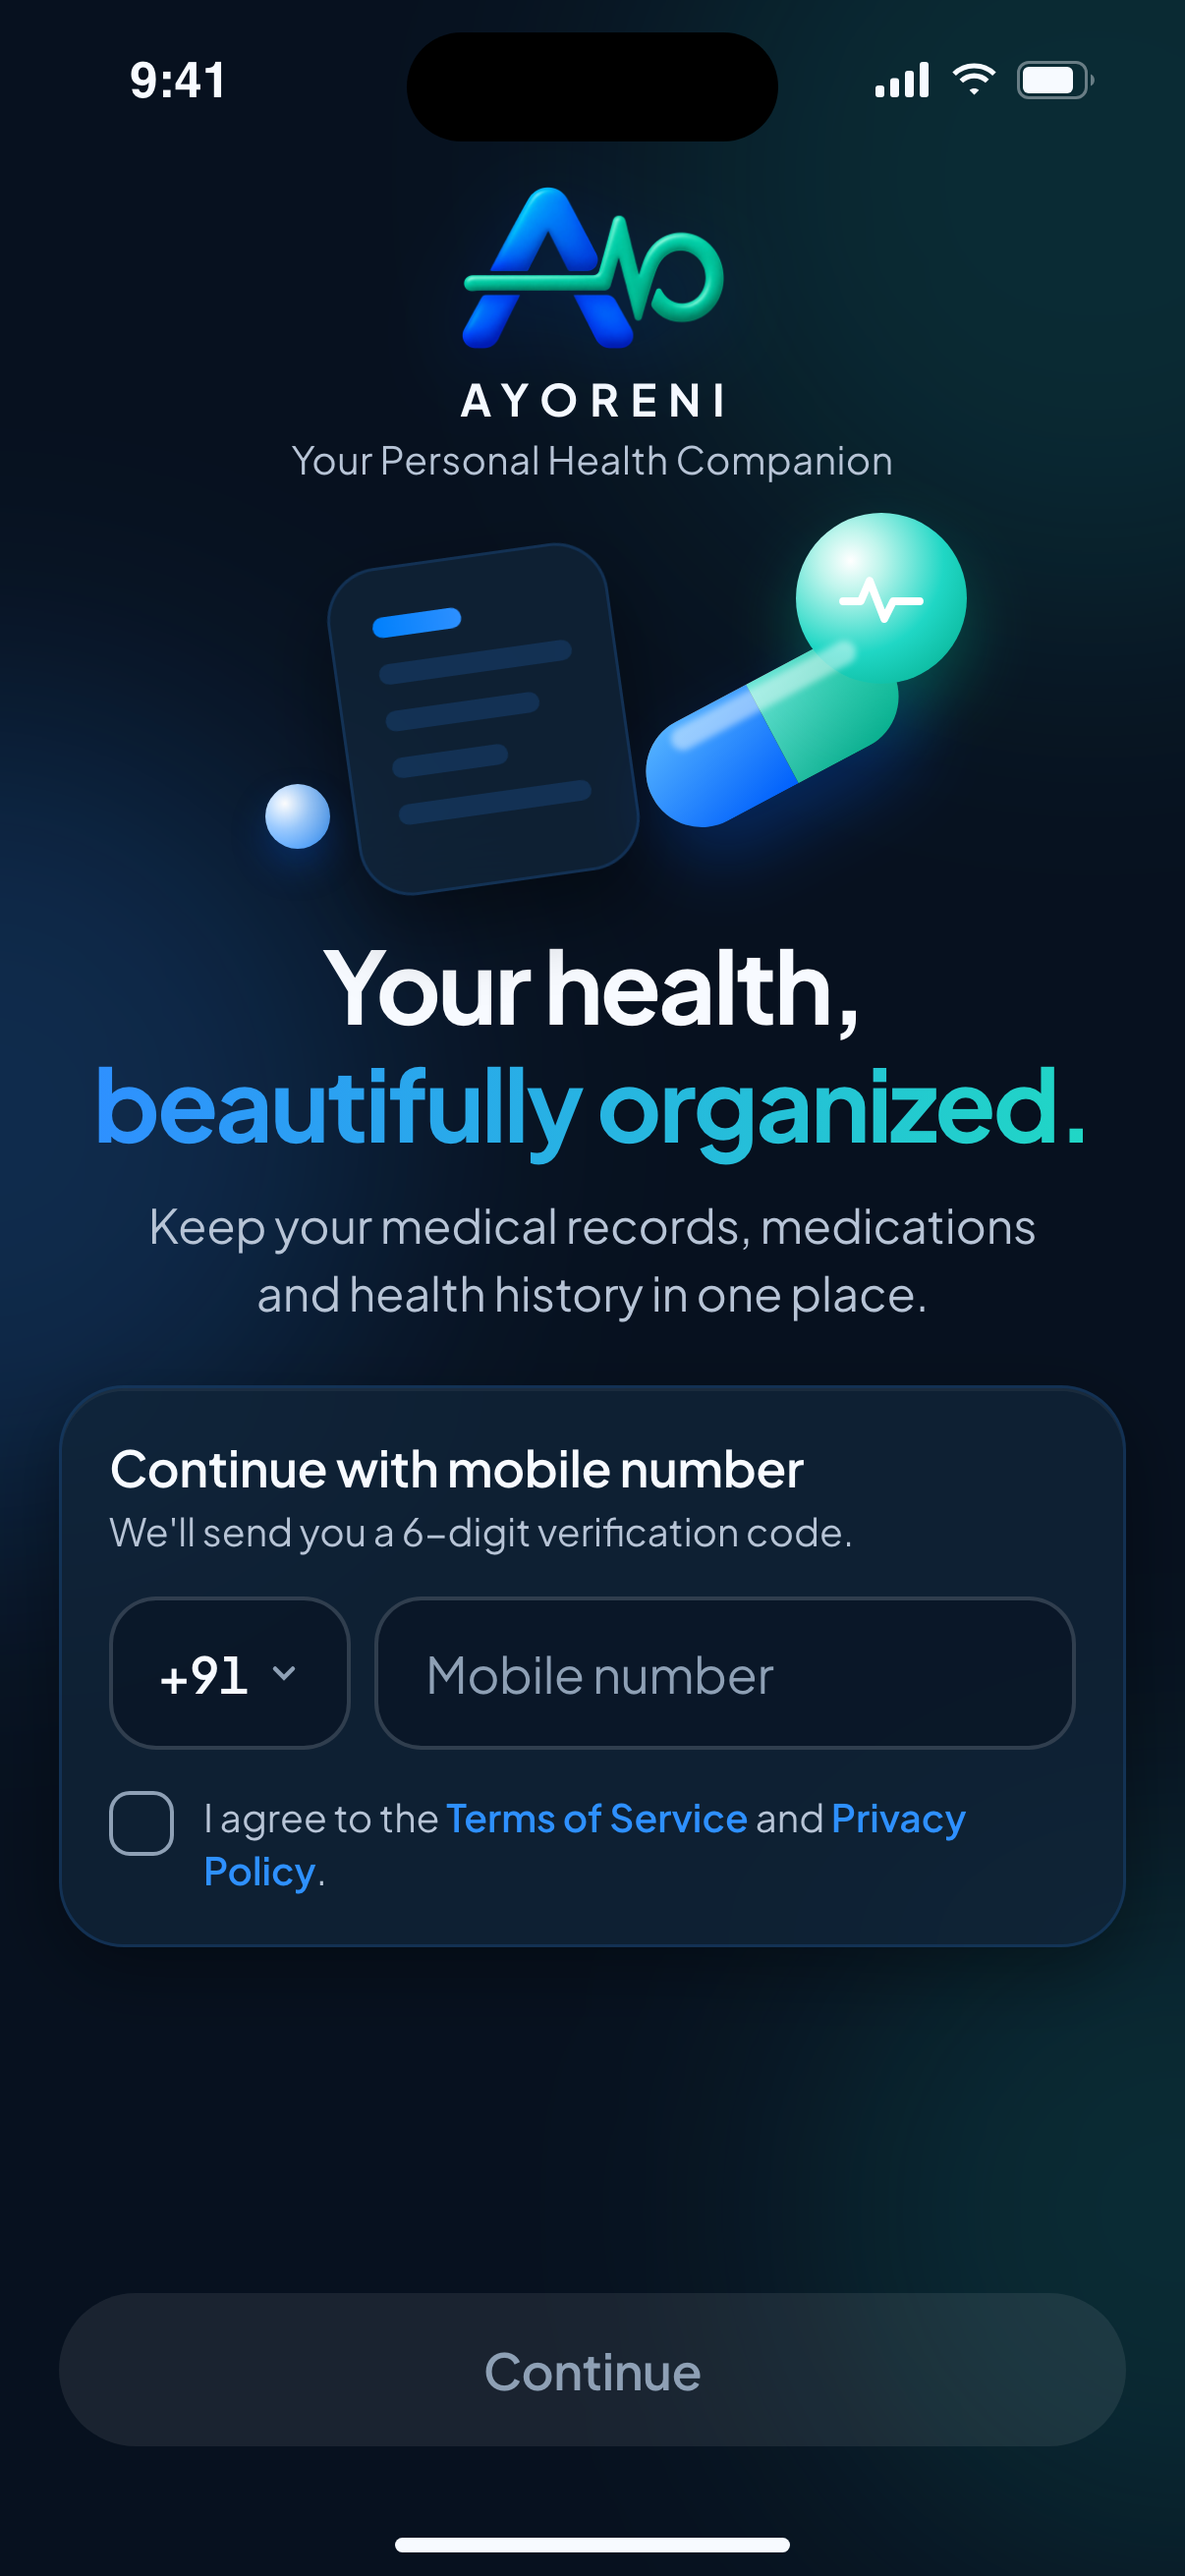 9:41
AYORENI
Your Personal Health Companion
Your health,
beautifully organized.
Keep your medical records, medications
and health history in one place.
Continue with mobile number
We'll send you a 6-digit verification code.
+91
Mobile number
I agree to the Terms of Service and Privacy
Policy.
Continue